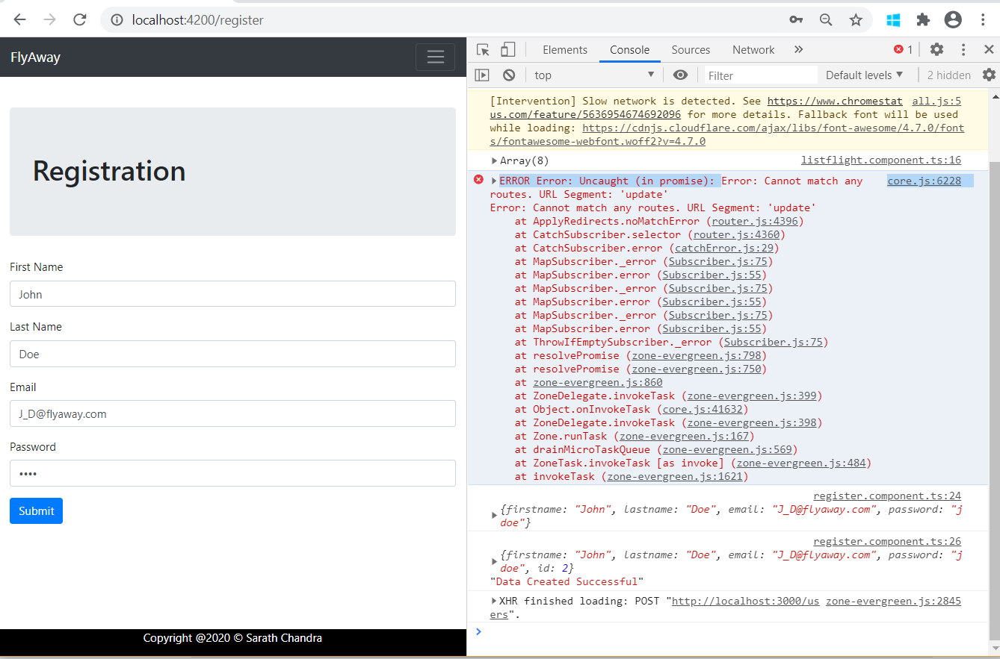 localhost:4200/register
FlyAway
Registration
First Name
John
Last Name
Doe
Email
J_D@flyaway.com
Password
••••
Submit
Copyright @2020 © Sarath Chandra
Elements Console Sources Network » 1
top Filter Default levels ▼ 2 hidden
[Intervention] Slow network is detected. See https://www.chromestat all.js:5
us.com/feature/5636954674692096 for more details. Fallback font will be used
while loading: https://cdnjs.cloudflare.com/ajax/libs/font-awesome/4.7.0/font
s/fontawesome-webfont.woff2?v=4.7.0
Array(8) listflight.component.ts:16
ERROR Error: Uncaught (in promise): Error: Cannot match any core.js:6228
routes. URL Segment: 'update'
Error: Cannot match any routes. URL Segment: 'update'
at ApplyRedirects.noMatchError (router.js:4396)
at CatchSubscriber.selector (router.js:4360)
at CatchSubscriber.error (catchError.js:29)
at MapSubscriber._error (Subscriber.js:75)
at MapSubscriber.error (Subscriber.js:55)
at MapSubscriber._error (Subscriber.js:75)
at MapSubscriber.error (Subscriber.js:55)
at MapSubscriber._error (Subscriber.js:75)
at MapSubscriber.error (Subscriber.js:55)
at ThrowIfEmptySubscriber._error (Subscriber.js:75)
at resolvePromise (zone-evergreen.js:798)
at resolvePromise (zone-evergreen.js:750)
at zone-evergreen.js:860
at ZoneDelegate.invokeTask (zone-evergreen.js:399)
at Object.onInvokeTask (core.js:41632)
at ZoneDelegate.invokeTask (zone-evergreen.js:398)
at Zone.runTask (zone-evergreen.js:167)
at drainMicroTaskQueue (zone-evergreen.js:569)
at ZoneTask.invokeTask [as invoke] (zone-evergreen.js:484)
at invokeTask (zone-evergreen.js:1621)
register.component.ts:24
{firstname: "John", lastname: "Doe", email: "J_D@flyaway.com", password: "j
doe"}
register.component.ts:26
{firstname: "John", lastname: "Doe", email: "J_D@flyaway.com", password: "j
doe", id: 2}
"Data Created Successful"
XHR finished loading: POST "http://localhost:3000/us zone-evergreen.js:2845
ers".